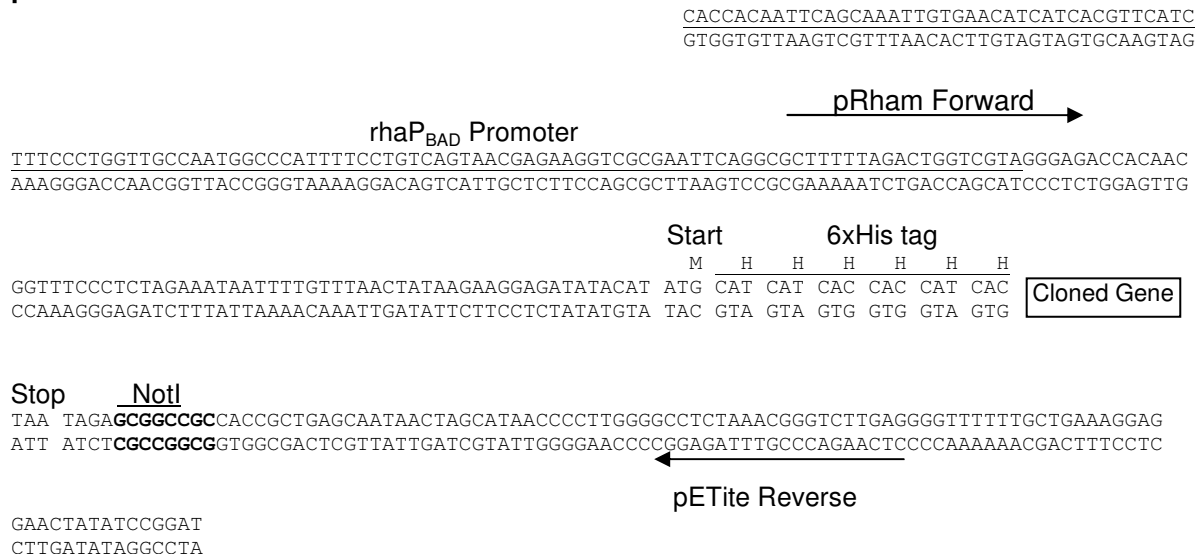 CACCACAATTCAGCAAATTGTGAACATCATCACGTTCATC
GTGGTGTTAAGTCGTTTAACACTTGTAGTAGTGCAAGTAG
pRham Forward
rhaPBAD Promoter
TTTCCCTGGTTGCCAATGGCCCATTTTCCTGTCAGTAACGAGAAGGTCGCGAATTCAGGCGCTTTTTAGACTGGTCGTAGGGAGACCACAAC
AAAGGGACCAACGGTTACCGGGTAAAAGGACAGTCATTGCTCTTCCAGCGCTTAAGTCCGCGAAAAATCTGACCAGCATCCCTCTGGAGTTG
Start 6xHis tag
M H H H H H H
GGTTTCCCTCTAGAAATAATTTTGTTTAACTATAAGAAGGAGATATACAT ATG CAT CAT CAC CAC CAT CAC
CCAAAGGGAGATCTTTATTAAAACAAATTGATATTCTTCCTCTATATGTA TAC GTA GTA GTG GTG GTA GTG
Cloned Gene
Stop NotI
TAA TAGAGCGGCCGCCACCGCTGAGCAATAACTAGCATAACCCCTTGGGGCCTCTAAACGGGTCTTGAGGGGTTTTTTGCTGAAAGGAG
ATT ATCTCGCCGGCGGTGGCGACTCGTTATTGATCGTATTGGGGAACCCCGGAGATTTGCCCAGAACTCCCCAAAAAACGACTTTCCTC
pETite Reverse
GAACTATATCCGGAT
CTTGATATAGGCCTA